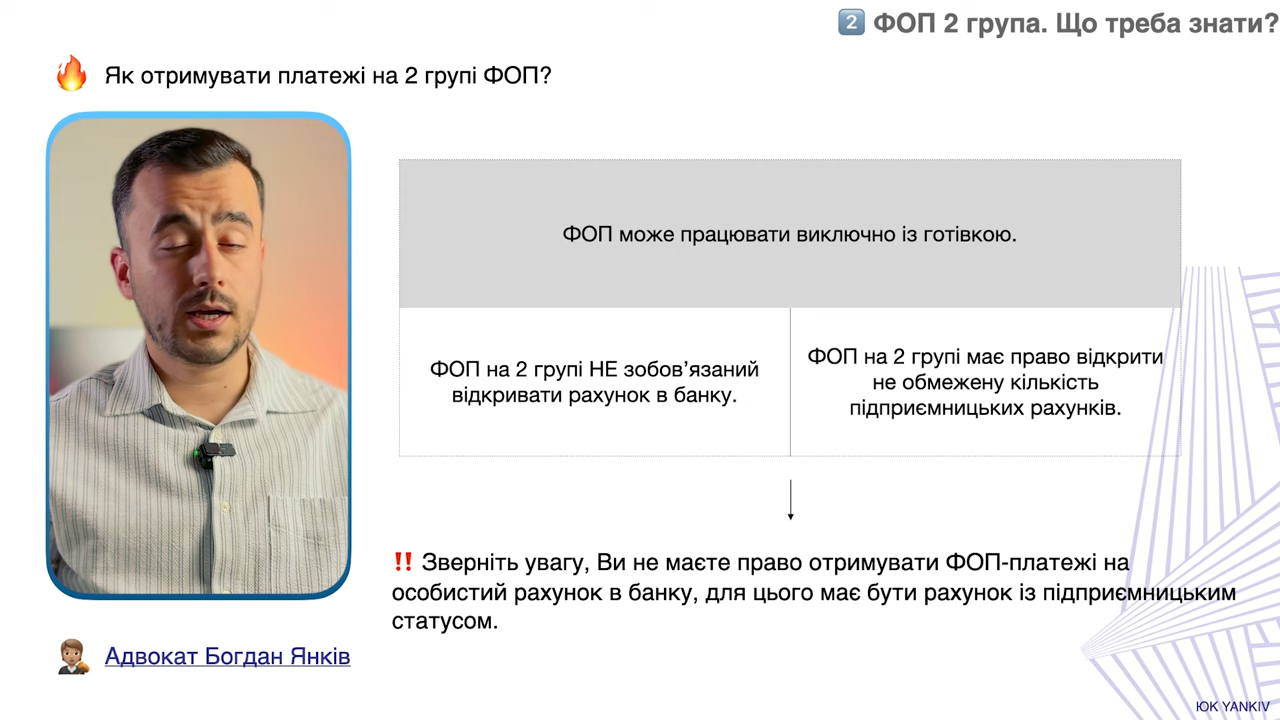 2 ФОП 2 група. Що треба знати?
Як отримувати платежі на 2 групі ФОП?
ФОП може працювати виключно із готівкою.
ФОП на 2 групі НЕ зобов’язаний
відкривати рахунок в банку.
ФОП на 2 групі має право відкрити
не обмежену кількість
підприємницьких рахунків.
‼️ Зверніть увагу, Ви не маєте право отримувати ФОП-платежі на
особистий рахунок в банку, для цього має бути рахунок із підприємницьким
статусом.
Адвокат Богдан Янків
ЮК YANKIV